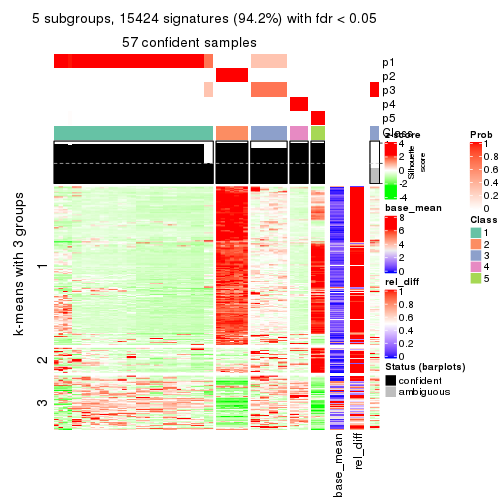 5 subgroups, 15424 signatures (94.2%) with fdr < 0.05
57 confident samples
p1
p2
p3
p4
p5
Class
Silhouette
score
k-means with 3 groups
1
2
3
base_mean
rel_diff
z-score
4
2
0
-2
-4
base_mean
8
6
4
2
0
rel_diff
1
0.8
0.6
0.4
0.2
0
Status (barplots)
confident
ambiguous
Prob
1
0.8
0.6
0.4
0.2
0
Class
1
2
3
4
5